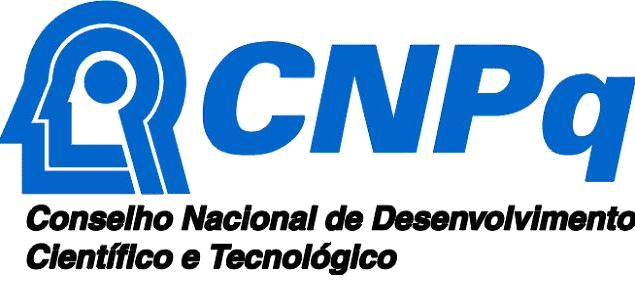 CNPq
Conselho Nacional de Desenvolvimento
Científico e Tecnológico